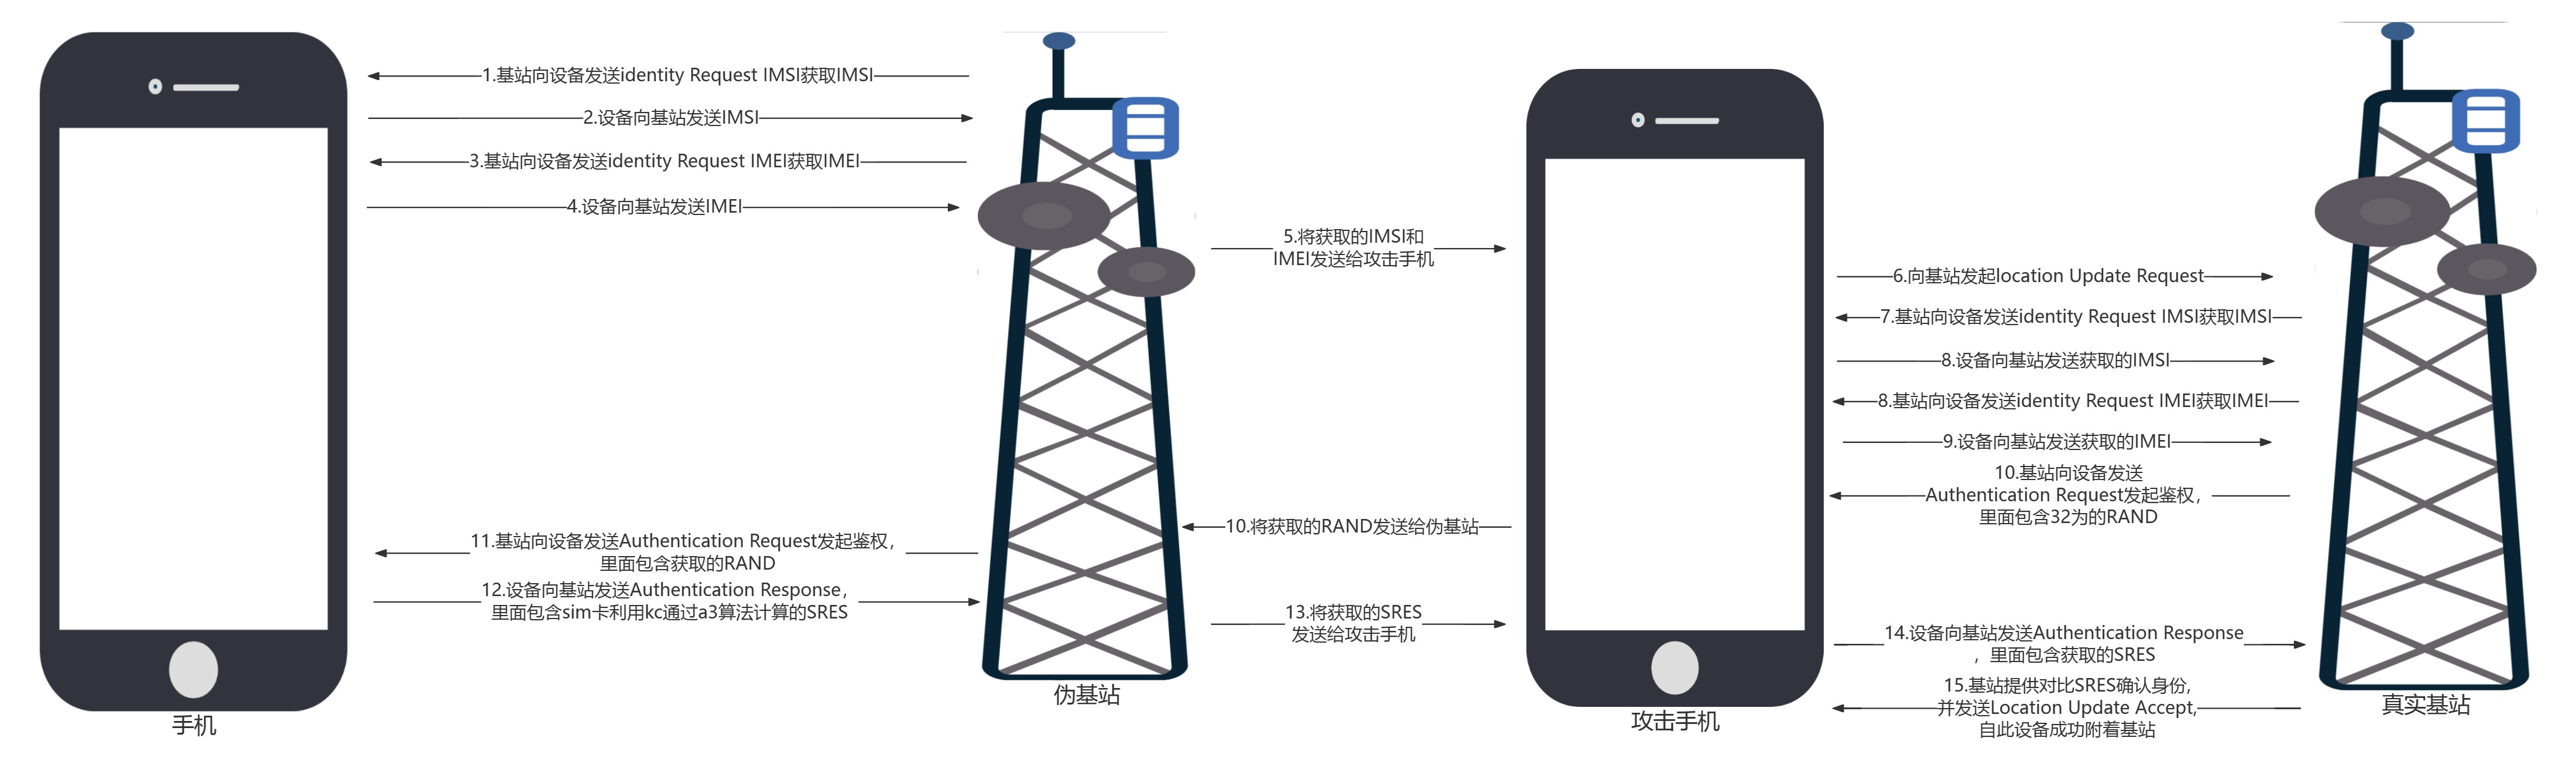 1.基站向设备发送identity Request IMSI获取IMSI
2.设备向基站发送IMSI
3.基站向设备发送identity Request IMEI获取IMEI
4.设备向基站发送IMEI
5.将获取的IMSI和
IMEI发送给攻击手机
6.向基站发起location Update Request
7.基站向设备发送identity Request IMSI获取IMSI
8.设备向基站发送获取的IMSI
8.基站向设备发送identity Request IMEI获取IMEI
9.设备向基站发送获取的IMEI
10.基站向设备发送
Authentication Request发起鉴权，
里面包含32为的RAND
10.将获取的RAND发送给伪基站
11.基站向设备发送Authentication Request发起鉴权，
里面包含获取的RAND
12.设备向基站发送Authentication Response，
里面包含sim卡利用kc通过a3算法计算的SRES
13.将获取的SRES
发送给攻击手机
14.设备向基站发送Authentication Response
，里面包含获取的SRES
15.基站提供对比SRES确认身份,
并发送Location Update Accept,
自此设备成功附着基站
手机
伪基站
攻击手机
真实基站